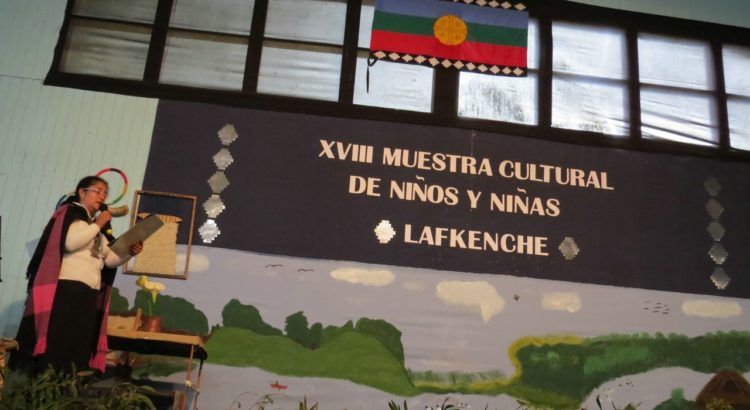 XVIII MUESTRA CULTURAL
DE NIÑOS Y NIÑAS
LAFKENCHE